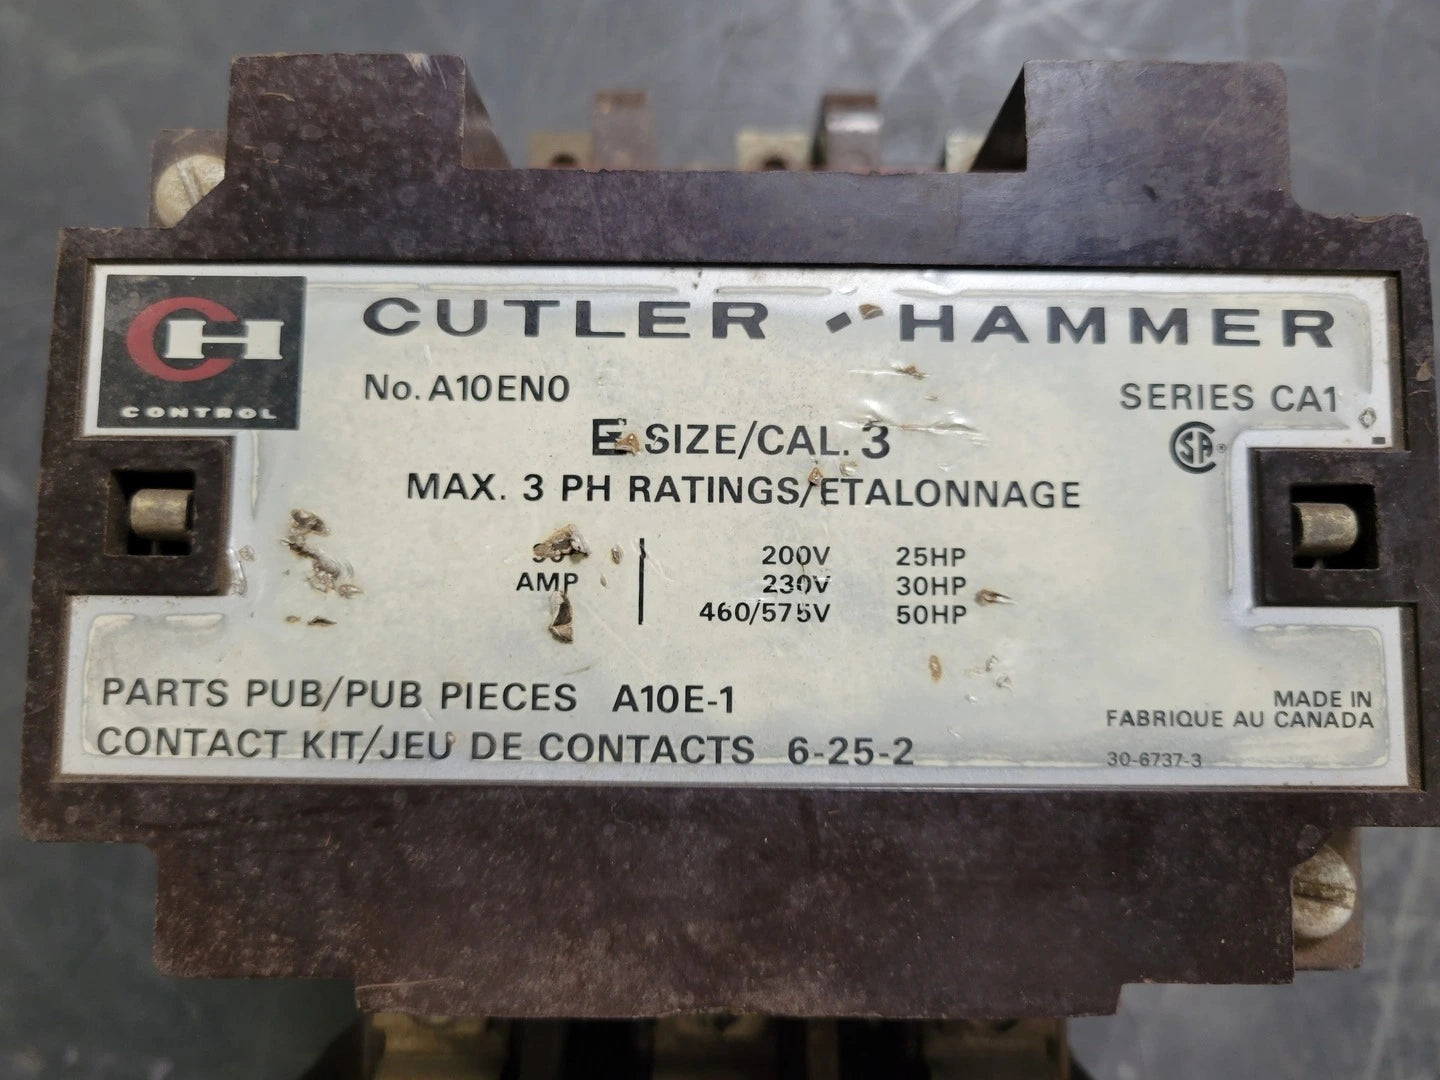 CH
CONTROL
CUTLER-HAMMER
No. A10EN0
SERIES CA1
E SIZE/CAL. 3
SA
MAX. 3 PH RATINGS/ETALONNAGE
AMP
200V 25HP
230V 30HP
460/575V 50HP
PARTS PUB/PUB PIECES A10E-1
CONTACT KIT/JEU DE CONTACTS 6-25-2
MADE IN
FABRIQUE AU CANADA
30-6737-3